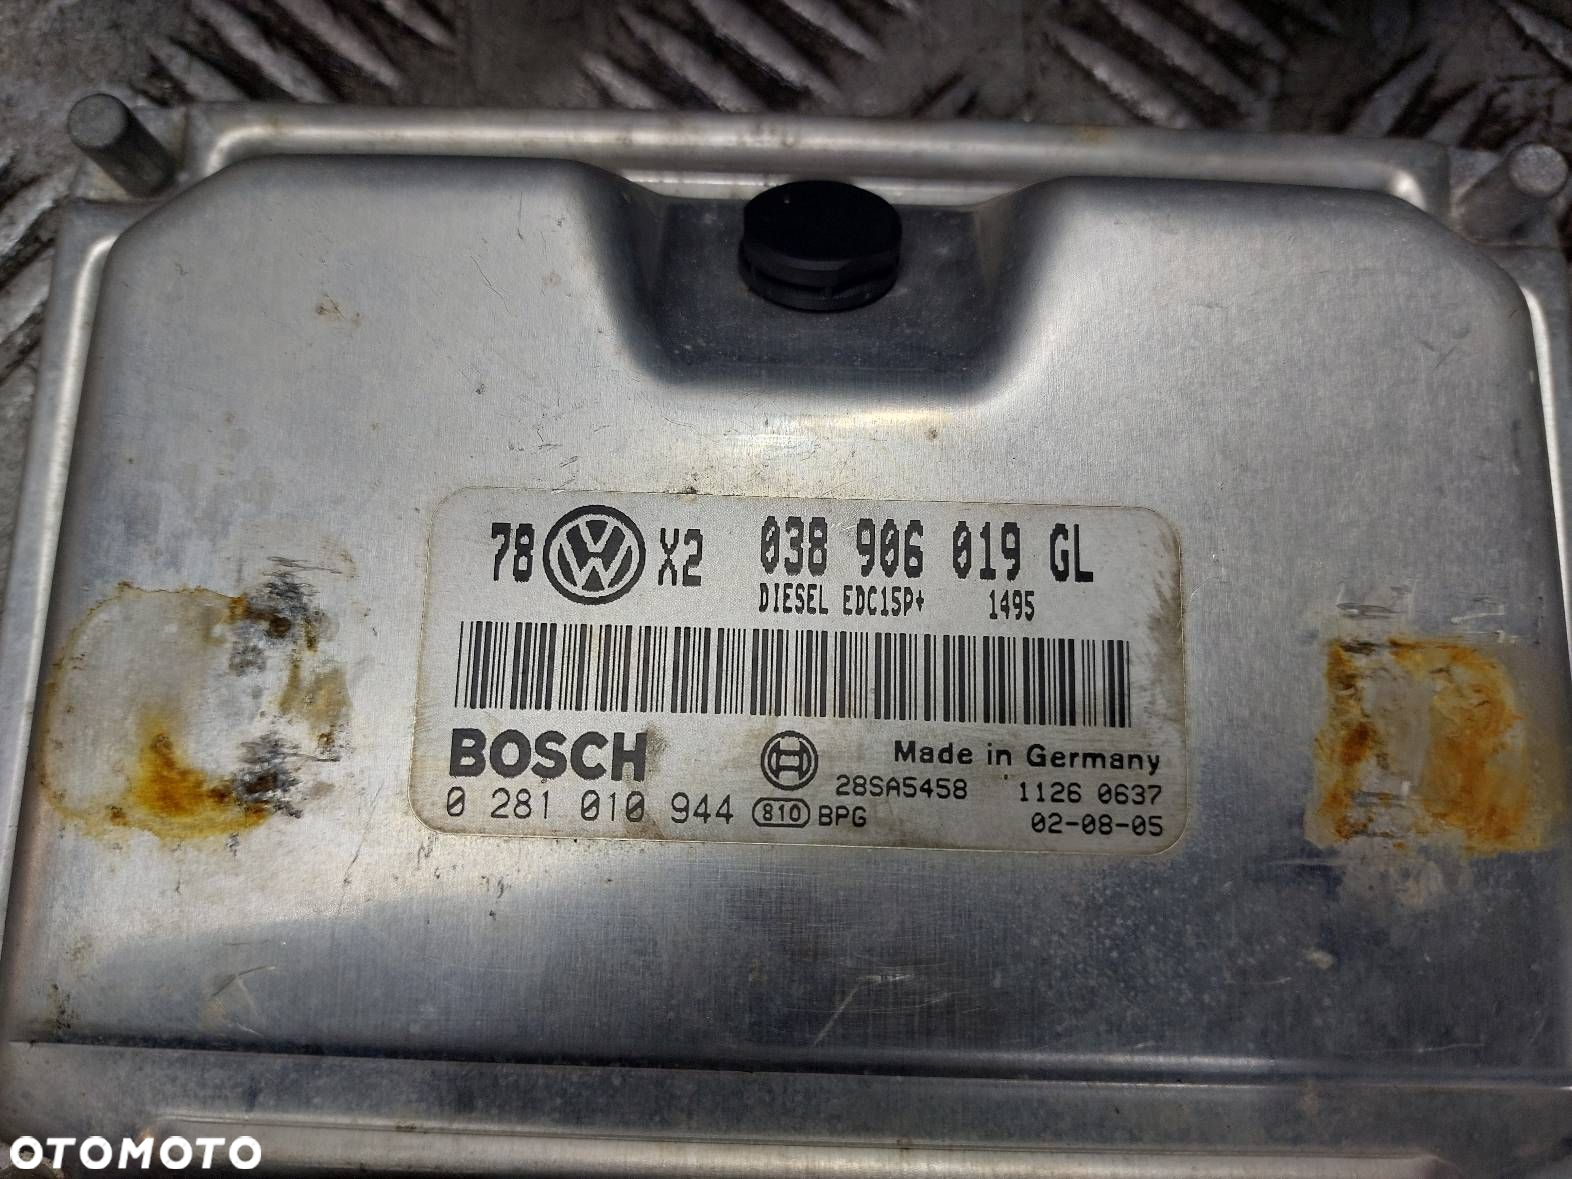 78 VW X2 038 906 019 GL
DIESEL EDC15P+ 1495
BOSCH
Made in Germany
28SA5458 1126 0637
0 281 010 944 810 BPG 02-08-05
OTOMOTO